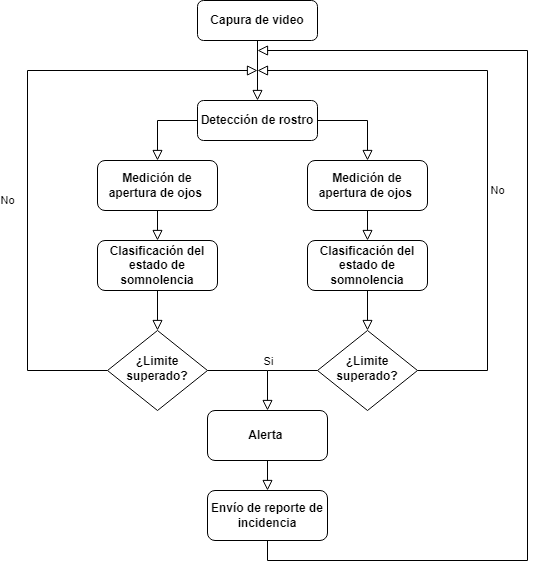 Capura de video
Detección de rostro
Medición de
apertura de ojos
Medición de
apertura de ojos
No
No
Clasificación del
estado de
somnolencia
Clasificación del
estado de
somnolencia
¿Limite
superado?
Si
¿Limite
superado?
Alerta
Envío de reporte de
incidencia